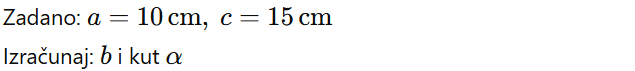 Zadano: a = 10 cm, c = 15 cm
Izračunaj: b i kut α